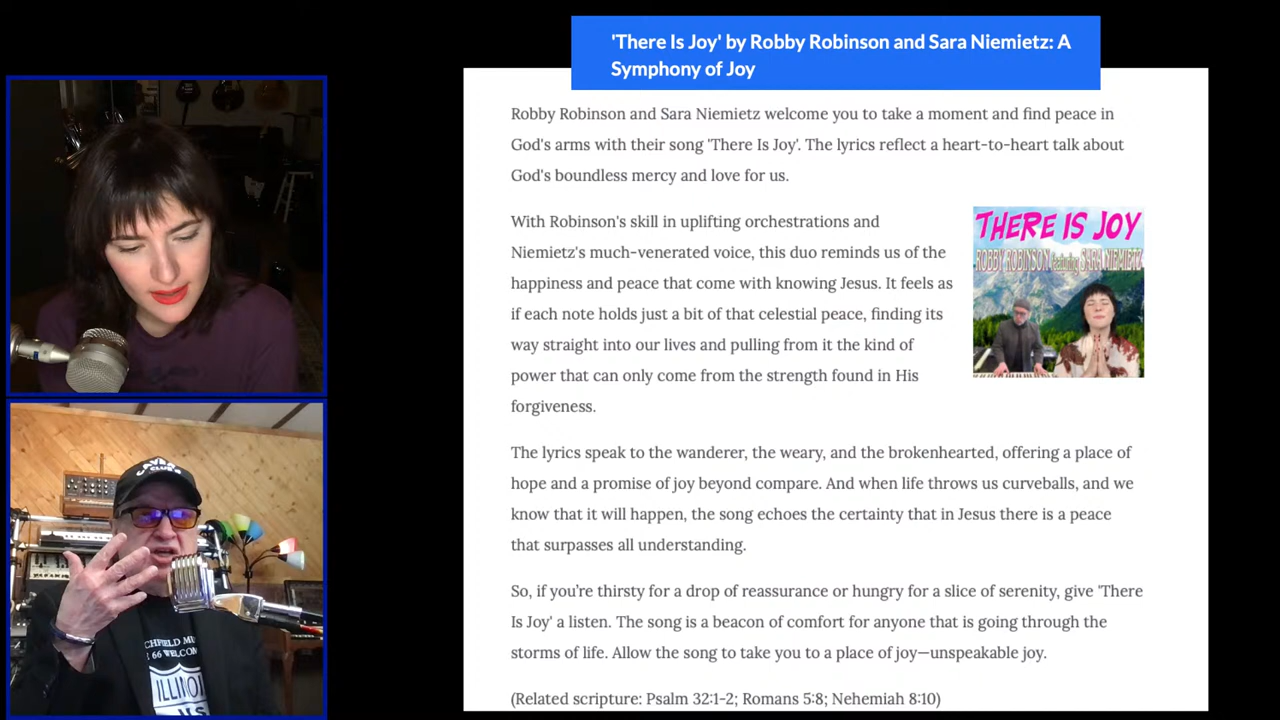 'There Is Joy' by Robby Robinson and Sara Niemietz: A
Symphony of Joy
Robby Robinson and Sara Niemietz welcome you to take a moment and find peace in
God's arms with their song 'There Is Joy'. The lyrics reflect a heart-to-heart talk about
God's boundless mercy and love for us.
With Robinson's skill in uplifting orchestrations and
Niemietz's much-venerated voice, this duo reminds us of the
happiness and peace that come with knowing Jesus. It feels as
if each note holds just a bit of that celestial peace, finding its
way straight into our lives and pulling from it the kind of
power that can only come from the strength found in His
forgiveness.
THERE IS JOY
ROBBY ROBINSON featuring SARA NIEMIETZ
The lyrics speak to the wanderer, the weary, and the brokenhearted, offering a place of
hope and a promise of joy beyond compare. And when life throws us curveballs, and we
know that it will happen, the song echoes the certainty that in Jesus there is a peace
that surpasses all understanding.
So, if you’re thirsty for a drop of reassurance or hungry for a slice of serenity, give 'There
Is Joy' a listen. The song is a beacon of comfort for anyone that is going through the
storms of life. Allow the song to take you to a place of joy—unspeakable joy.
(Related scripture: Psalm 32:1-2; Romans 5:8; Nehemiah 8:10)
ILLINOI